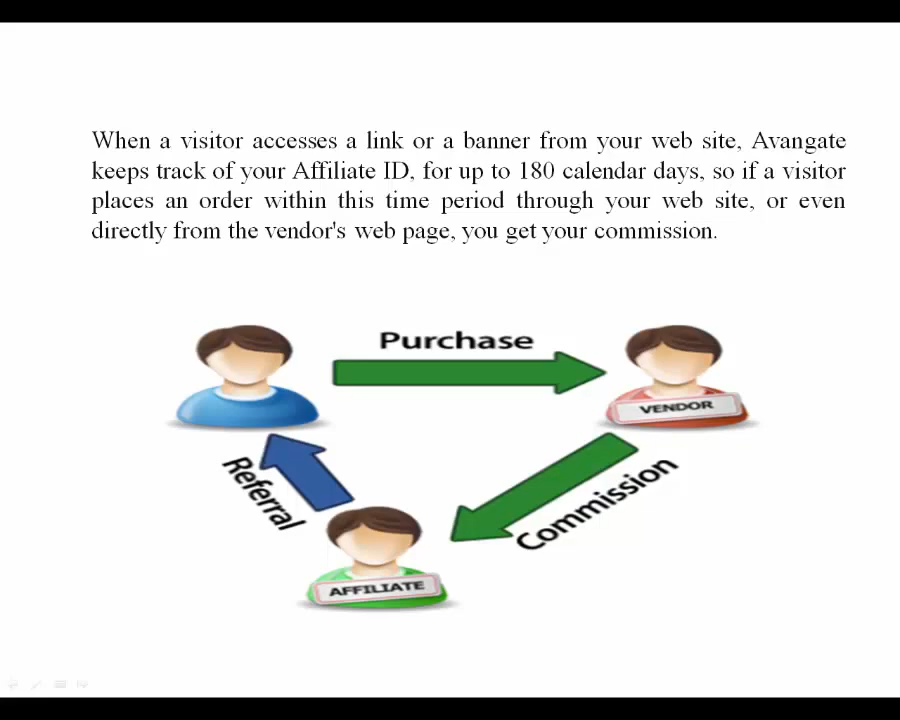 When a visitor accesses a link or a banner from your web site, Avangate
keeps track of your Affiliate ID, for up to 180 calendar days, so if a visitor
places an order within this time period through your web site, or even
directly from the vendor's web page, you get your commission.
Purchase
VENDOR
Referral
Commission
AFFILIATE